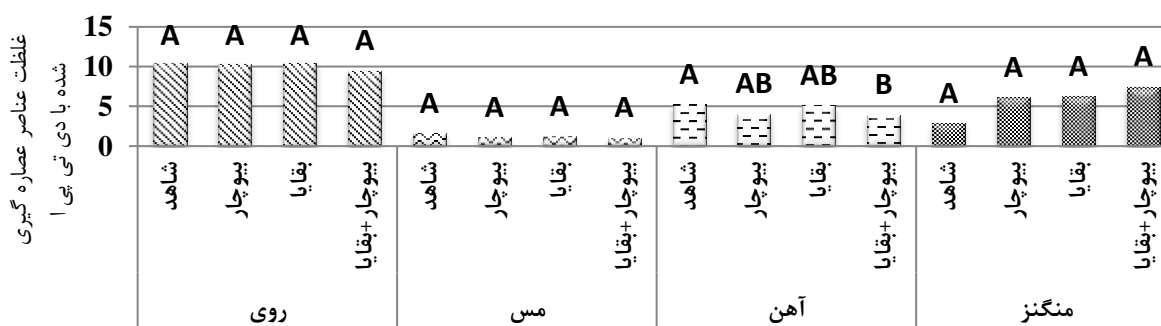 غلظت عناصر عصاره گیری
شده با دی تی پی ا
15
10
5
0
A A A A
A A A A
A AB AB B
A A A A
شاهد
بیوچار
بقایا
بیوچار+بقایا
شاهد
بیوچار
بقایا
بیوچار+بقایا
شاهد
بیوچار
بقایا
بیوچار+بقایا
شاهد
بیوچار
بقایا
بیوچار+بقایا
روی
مس
آهن
منگنز